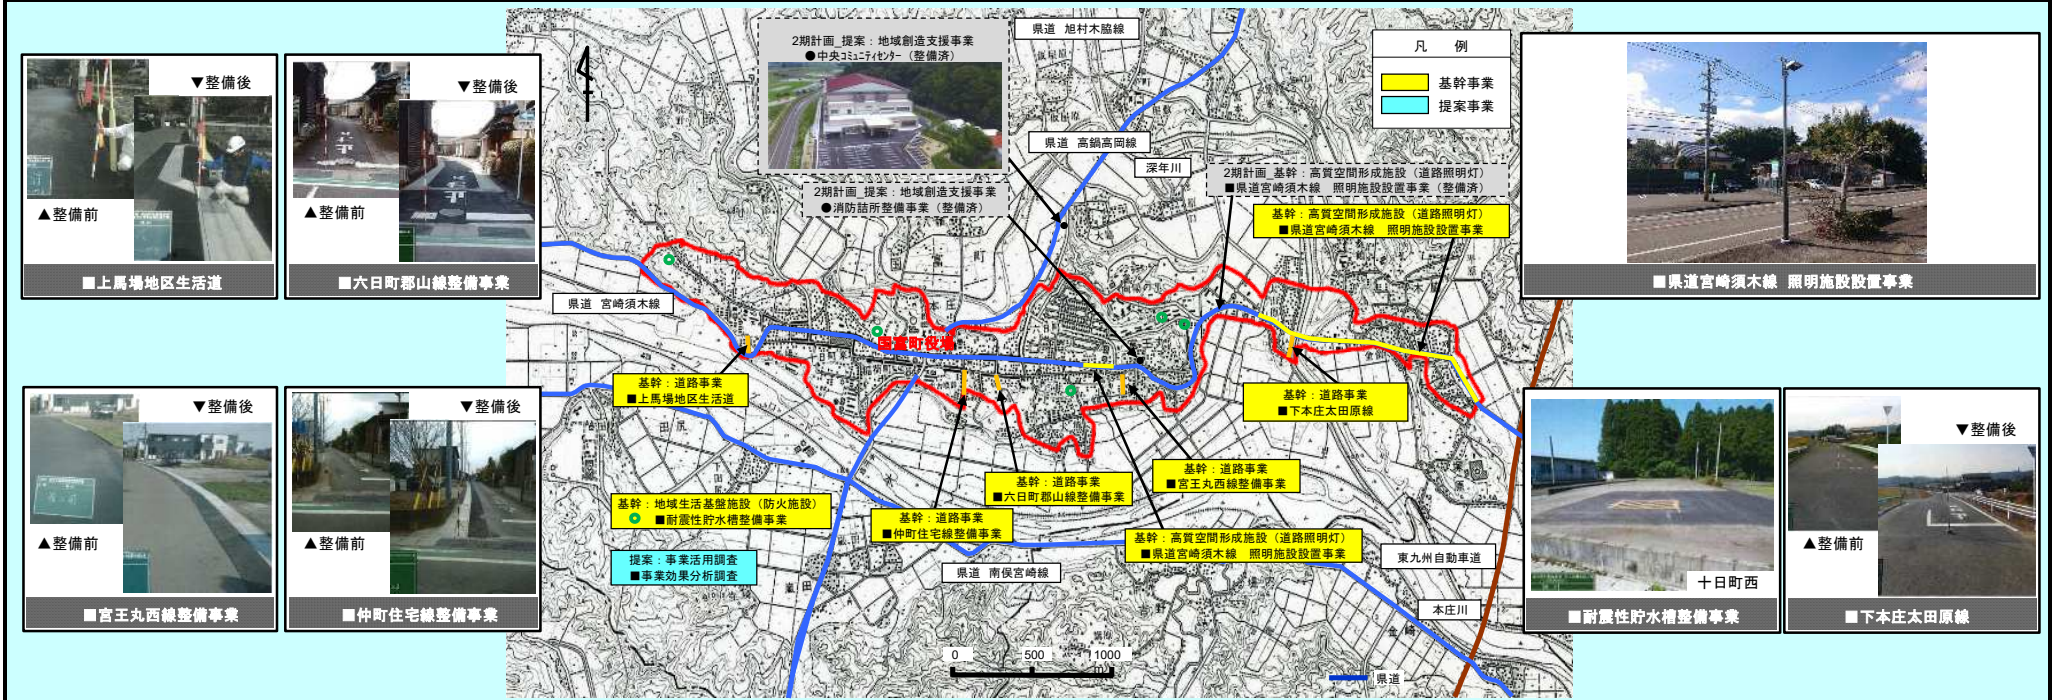 ▼整備後
▲整備前
■上馬場地区生活道
▼整備後
▲整備前
■六日町郡山線整備事業
▼整備後
▲整備前
■宮王丸西線整備事業
▼整備後
▲整備前
■仲町住宅線整備事業
2期計画_提案：地域創造支援事業
●中央コミュニティセンター（整備済）
2期計画_提案：地域創造支援事業
●消防詰所整備事業（整備済）
県道 旭村木脇線
県道 高鍋高岡線
深年川
凡 例
基幹事業
提案事業
2期計画_基幹：高質空間形成施設（道路照明灯）
■県道宮崎須木線 照明施設設置事業（整備済）
基幹：高質空間形成施設（道路照明灯）
■県道宮崎須木線 照明施設設置事業
県道 宮崎須木線
国富町役場
基幹：道路事業
■上馬場地区生活道
基幹：道路事業
■下本庄太田原線
基幹：道路事業
■宮王丸西線整備事業
基幹：道路事業
■六日町郡山線整備事業
基幹：地域生活基盤施設（防火施設）
■耐震性貯水槽整備事業
基幹：道路事業
■仲町住宅線整備事業
基幹：高質空間形成施設（道路照明灯）
■県道宮崎須木線 照明施設設置事業
提案：事業活用調査
■事業効果分析調査
県道 南俣宮崎線
東九州自動車道
本庄川
0 500 1000
m
県道
■県道宮崎須木線 照明施設設置事業
十日町西
■耐震性貯水槽整備事業
▼整備後
▲整備前
■下本庄太田原線